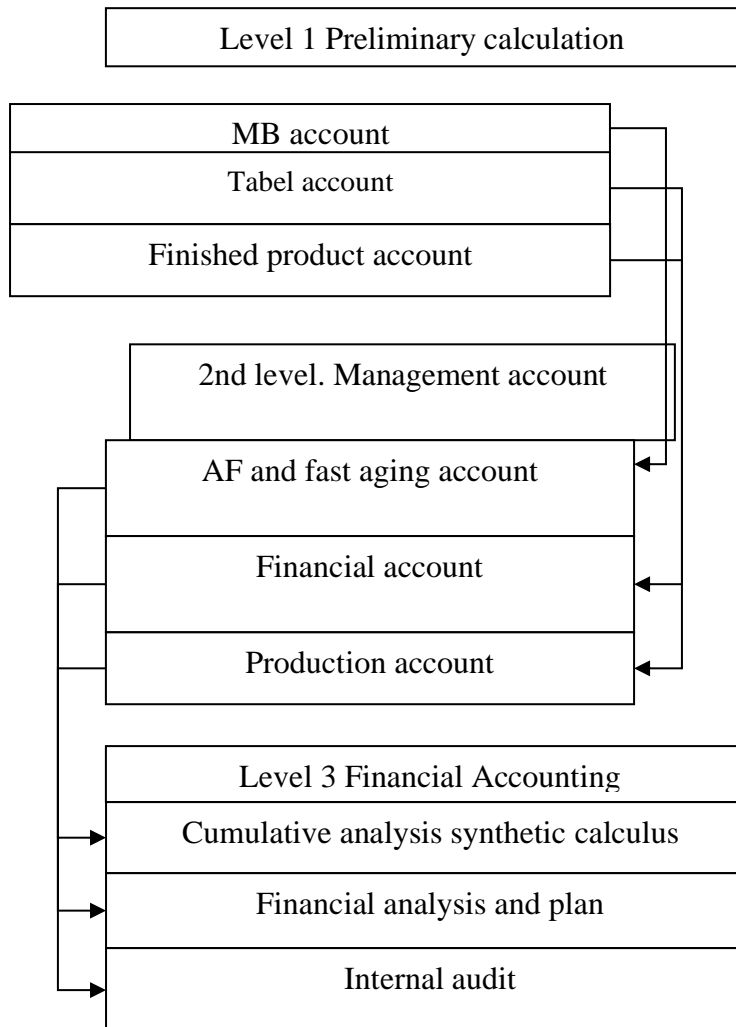 Level 1 Preliminary calculation
MB account
Tabel account
Finished product account
2nd level. Management account
AF and fast aging account
Financial account
Production account
Level 3 Financial Accounting
Cumulative analysis synthetic calculus
Financial analysis and plan
Internal audit